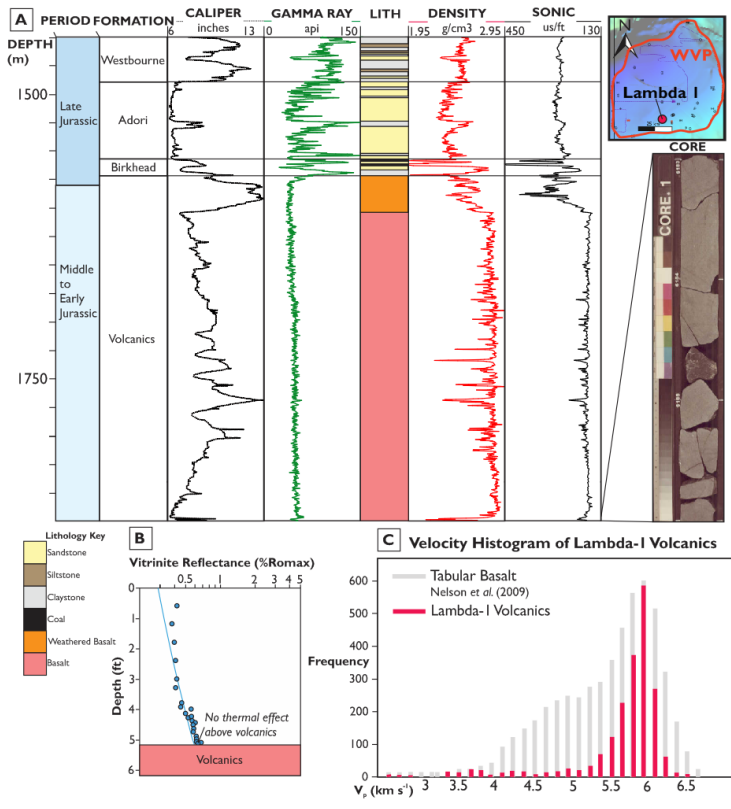 A
PERIOD FORMATION CALIPER GAMMA RAY LITH DENSITY SONIC
DEPTH
(m)
6 inches 13 0 api 150 1.95 g/cm3 2.95 450 us/ft 130
N
WVP
Lambda 1
Westbourne
1500
Late
Jurassic
Adori
Birkhead
CORE
CORE. 1
Middle
to
Early
Jurassic
Volcanics
1750
Lithology Key
Sandstone
Siltstone
Claystone
Coal
Weathered Basalt
Basalt
B
Vitrinite Reflectance (%Romax)
0.5 1 2 3 4 5
0
1
2
3
4
5
6
Depth (ft)
No thermal effect
above volcanics
Volcanics
C Velocity Histogram of Lambda-1 Volcanics
Tabular Basalt
Nelson et al. (2009)
Lambda-1 Volcanics
600
500
400
Frequency
300
200
100
0
3 3.5 4 4.5 5 5.5 6 6.5
Vp (km s⁻¹)